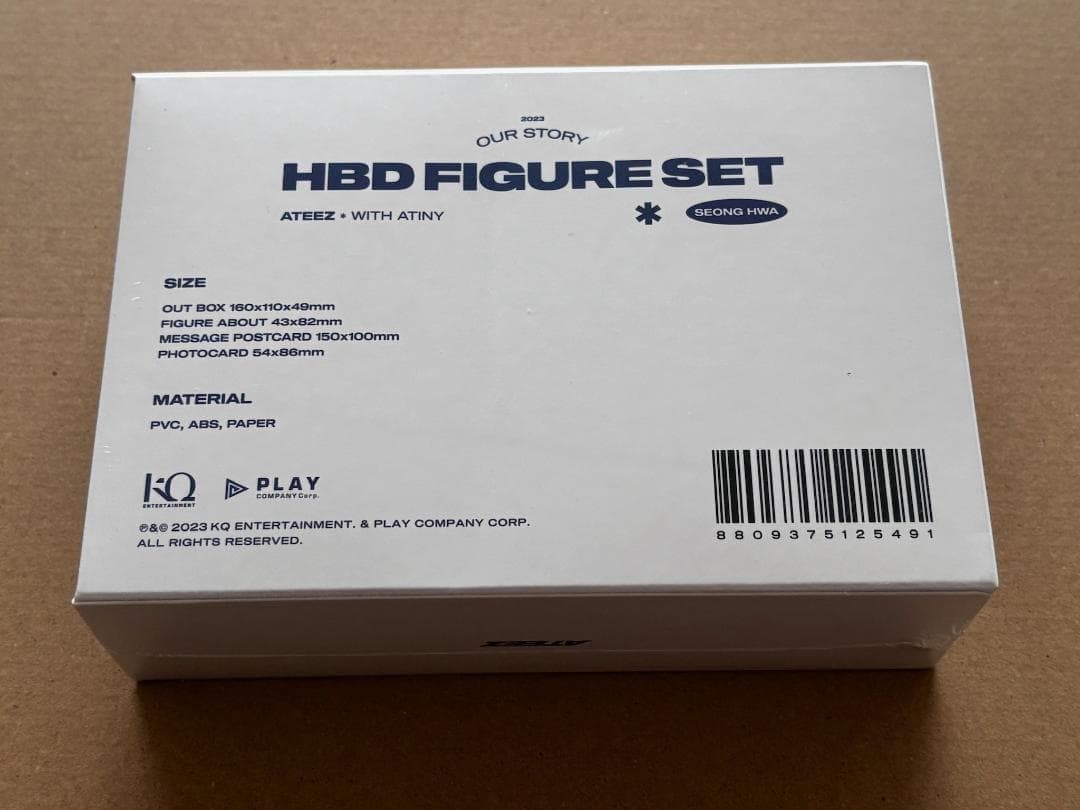 2023
OUR STORY
HBD FIGURE SET
ATEEZ * WITH ATINY
* SEONG HWA
SIZE
OUT BOX 160x110x49mm
FIGURE ABOUT 43x82mm
MESSAGE POSTCARD 150x100mm
PHOTOCARD 54x86mm
MATERIAL
PVC, ABS, PAPER
KQ
ENTERTAINMENT
PLAY
COMPANY Corp.
℗&© 2023 KQ ENTERTAINMENT. & PLAY COMPANY CORP.
ALL RIGHTS RESERVED.
8809375125491
ATEEZ